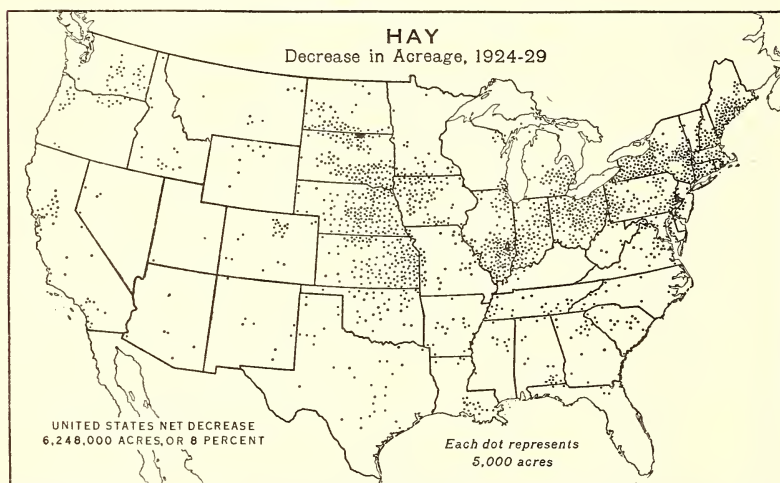 HAY
Decrease in Acreage, 1924-29
UNITED STATES NET DECREASE
6,248,000 ACRES, OR 8 PERCENT
Each dot represents
5,000 acres